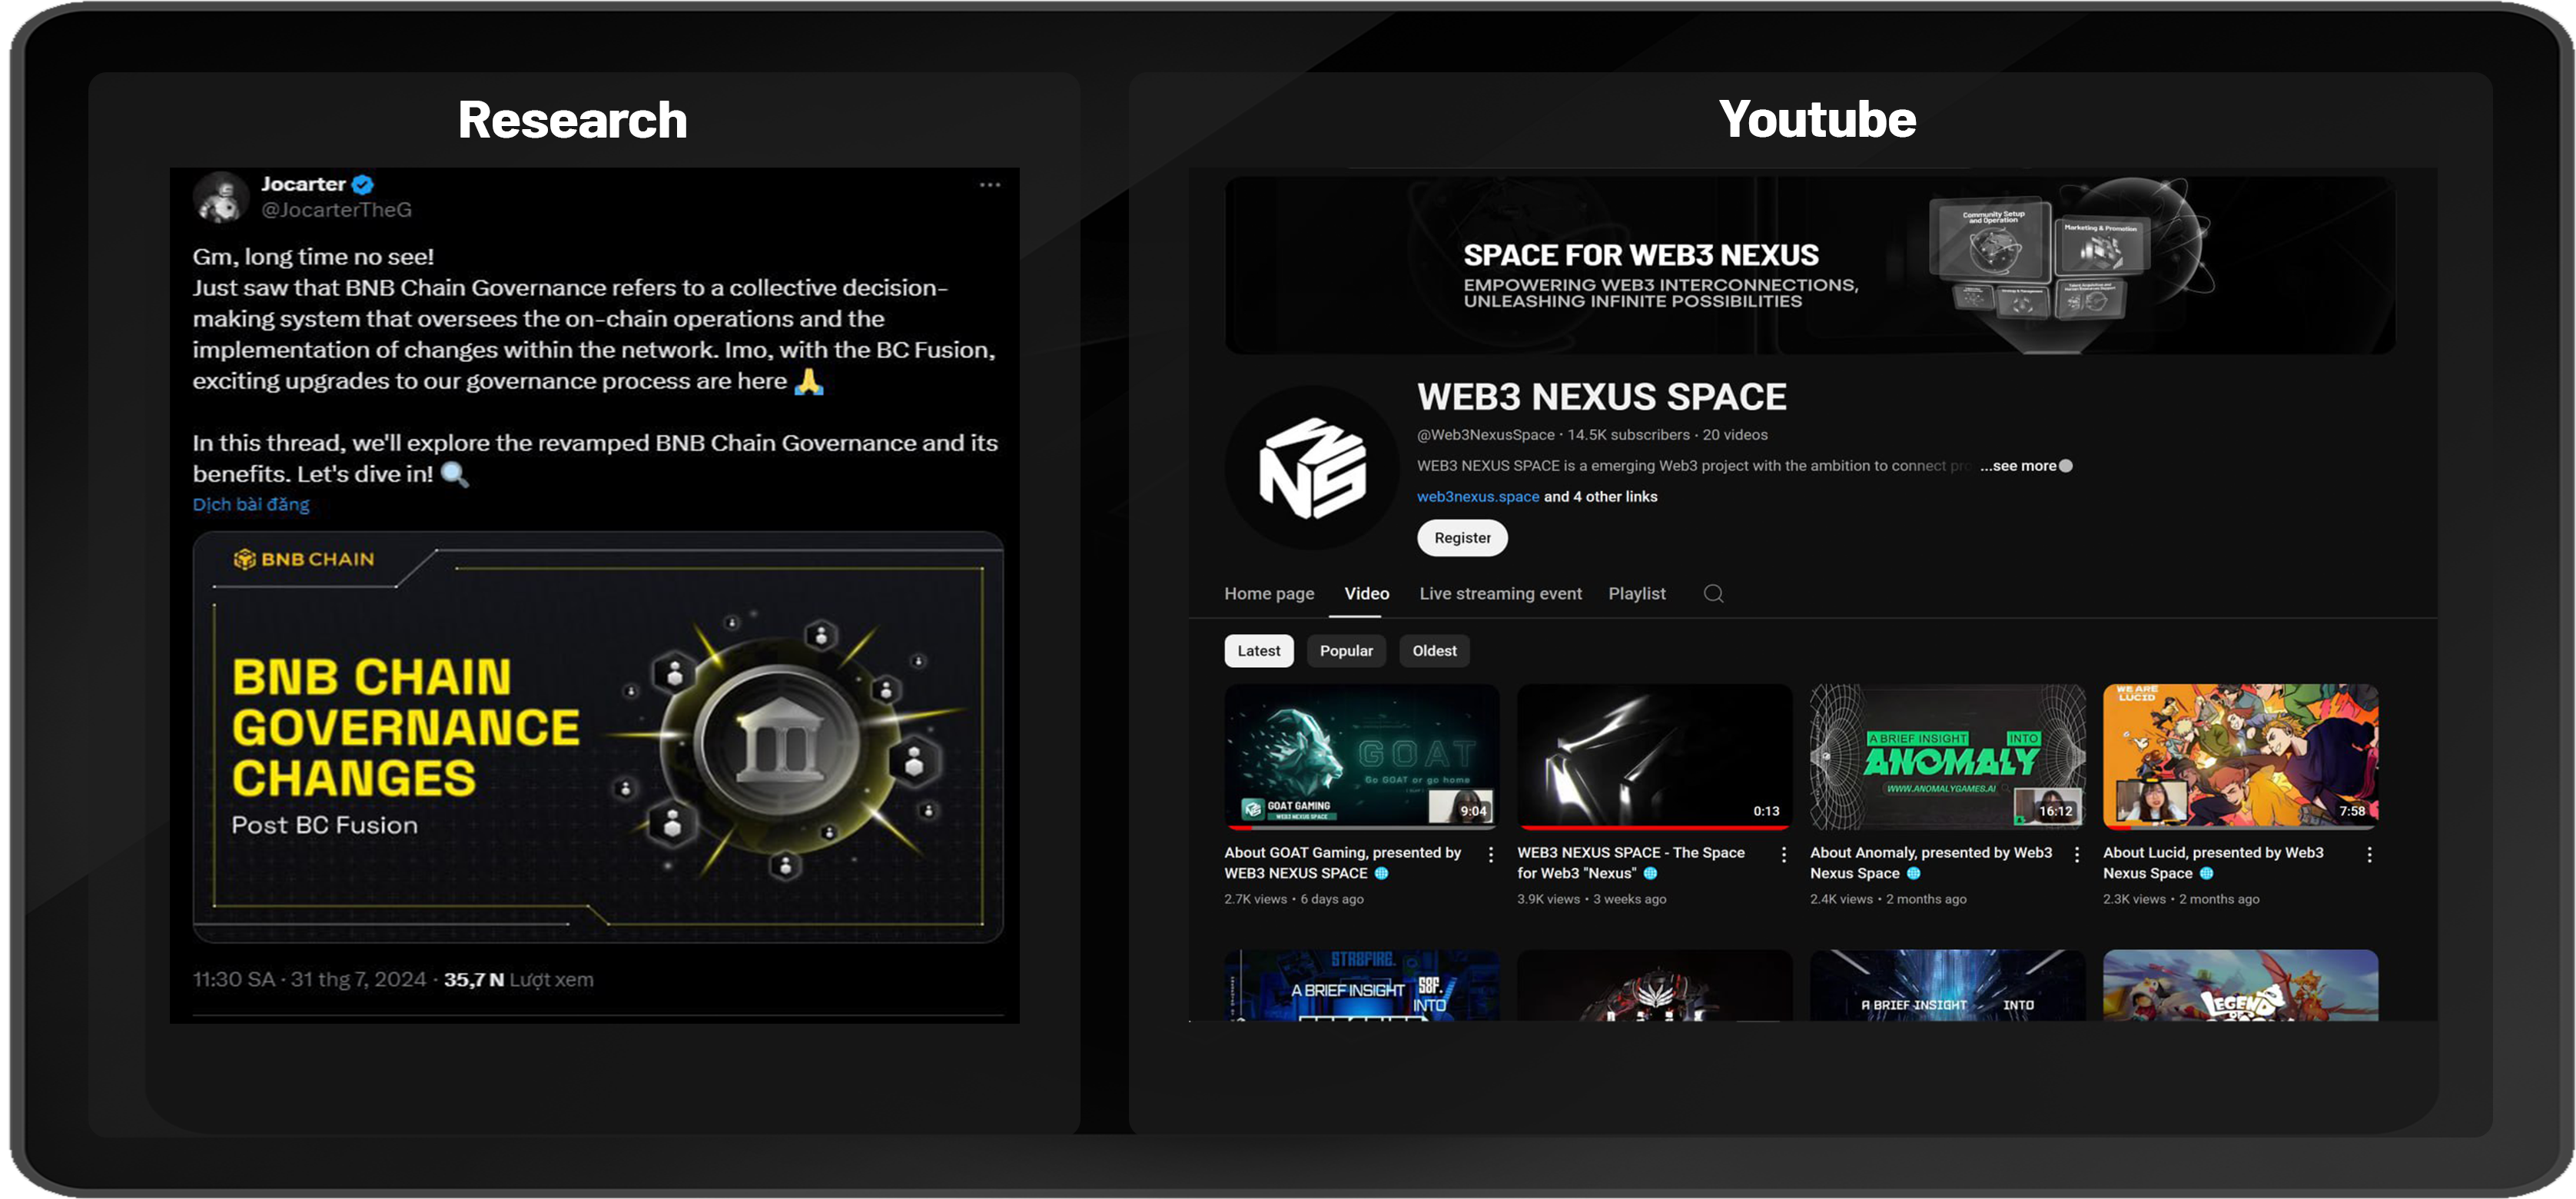 Research
Jocarter
@JocarterTheG
Gm, long time no see!
Just saw that BNB Chain Governance refers to a collective decision-
making system that oversees the on-chain operations and the
implementation of changes within the network. Imo, with the BC Fusion,
exciting upgrades to our governance process are here 🙏
In this thread, we'll explore the revamped BNB Chain Governance and its
benefits. Let's dive in! 🔍
Dịch bài đăng
BNB CHAIN
BNB CHAIN
GOVERNANCE
CHANGES
Post BC Fusion
11:30 SA · 31 thg 7, 2024 · 35,7 N Lượt xem
Youtube
SPACE FOR WEB3 NEXUS
EMPOWERING WEB3 INTERCONNECTIONS,
UNLEASHING INFINITE POSSIBILITIES
Community Setup
and Operation
Marketing & Promotion
WEB3 NEXUS SPACE
@Web3NexusSpace · 14.5K subscribers · 20 videos
WEB3 NEXUS SPACE is a emerging Web3 project with the ambition to connect pro ...see more
web3nexus.space and 4 other links
Register
Home page Video Live streaming event Playlist
Latest Popular Oldest
GOAT
Go GOAT or go home
GOAT GAMING
WEB3 NEXUS SPACE
9:04
0:13
A BRIEF INSIGHT INTO
ANOMALY
WWW.ANOMALYGAMES.AI
16:12
WE ARE
LUCID
7:58
About GOAT Gaming, presented by
WEB3 NEXUS SPACE 🌐
2.7K views • 6 days ago
WEB3 NEXUS SPACE - The Space
for Web3 "Nexus" 🌐
3.9K views • 3 weeks ago
About Anomaly, presented by Web3
Nexus Space 🌐
2.4K views • 2 months ago
About Lucid, presented by Web3
Nexus Space 🌐
2.3K views • 2 months ago
STR8FIRE.
A BRIEF INSIGHT S8F.
INTO
A BRIEF INSIGHT INTO
LEGENDS
OF